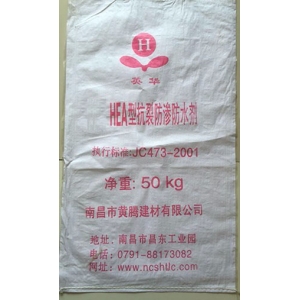 H
英华
HEA型抗裂防渗防水剂
执行标准:JC473-2001
净重: 50 kg
南昌市黄腾建材有限公司
地址: 南昌市昌东工业园
电话: 0791-88173082
网址: www.ncshtlc.com